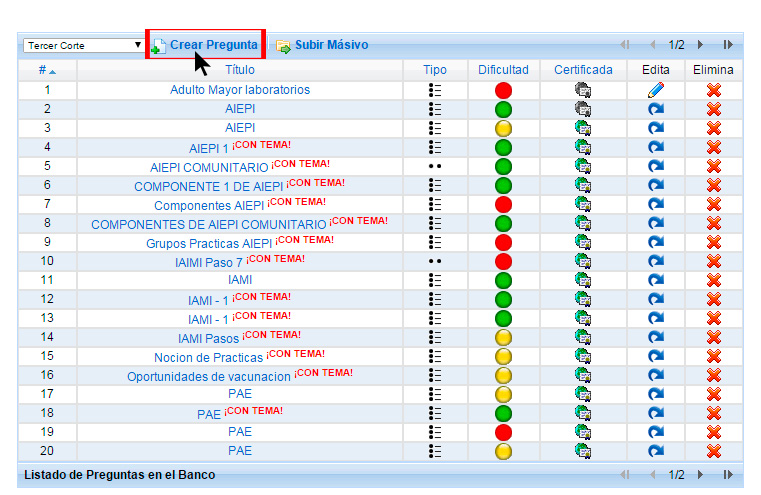 Tercer Corte Crear Pregunta Subir Másivo 1/2
# Título Tipo Dificultad Certificada Edita Elimina
1 Adulto Mayor laboratorios
2 AIEPI
3 AIEPI
4 AIEPI 1 ¡CON TEMA!
5 AIEPI COMUNITARIO ¡CON TEMA!
6 COMPONENTE 1 DE AIEPI ¡CON TEMA!
7 Componentes AIEPI ¡CON TEMA!
8 COMPONENTES DE AIEPI COMUNITARIO ¡CON TEMA!
9 Grupos Practicas AIEPI ¡CON TEMA!
10 IAIMI Paso 7 ¡CON TEMA!
11 IAMI
12 IAMI - 1 ¡CON TEMA!
13 IAMI - 1 ¡CON TEMA!
14 IAMI Pasos ¡CON TEMA!
15 Nocion de Practicas ¡CON TEMA!
16 Oportunidades de vacunacion ¡CON TEMA!
17 PAE
18 PAE ¡CON TEMA!
19 PAE
20 PAE
Listado de Preguntas en el Banco 1/2